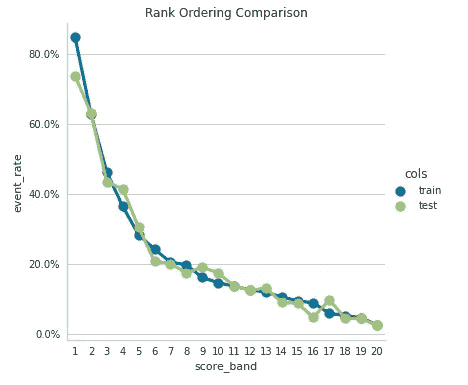 Rank Ordering Comparison
80.0%
60.0%
40.0%
20.0%
0.0%
event_rate
1 2 3 4 5 6 7 8 9 10 11 12 13 14 15 16 17 18 19 20
score_band
cols
train
test